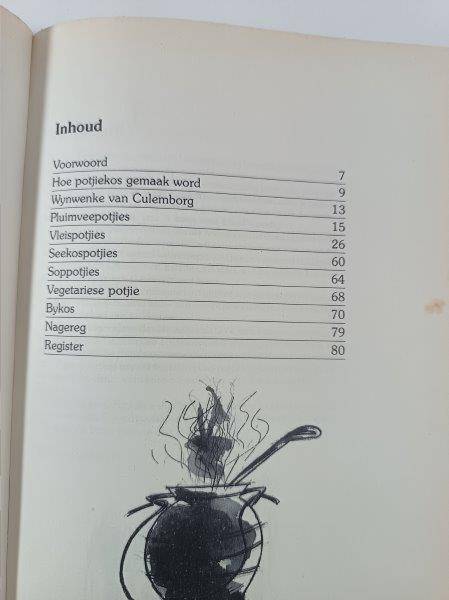 Inhoud
Voorwoord 7
Hoe potjiekos gemaak word 9
Wynwenke van Culemborg 13
Pluimveepotjies 15
Vleispotjies 26
Seekospotjies 60
Soppotjies 64
Vegetariese potjie 68
Bykos 70
Nagereg 79
Register 80